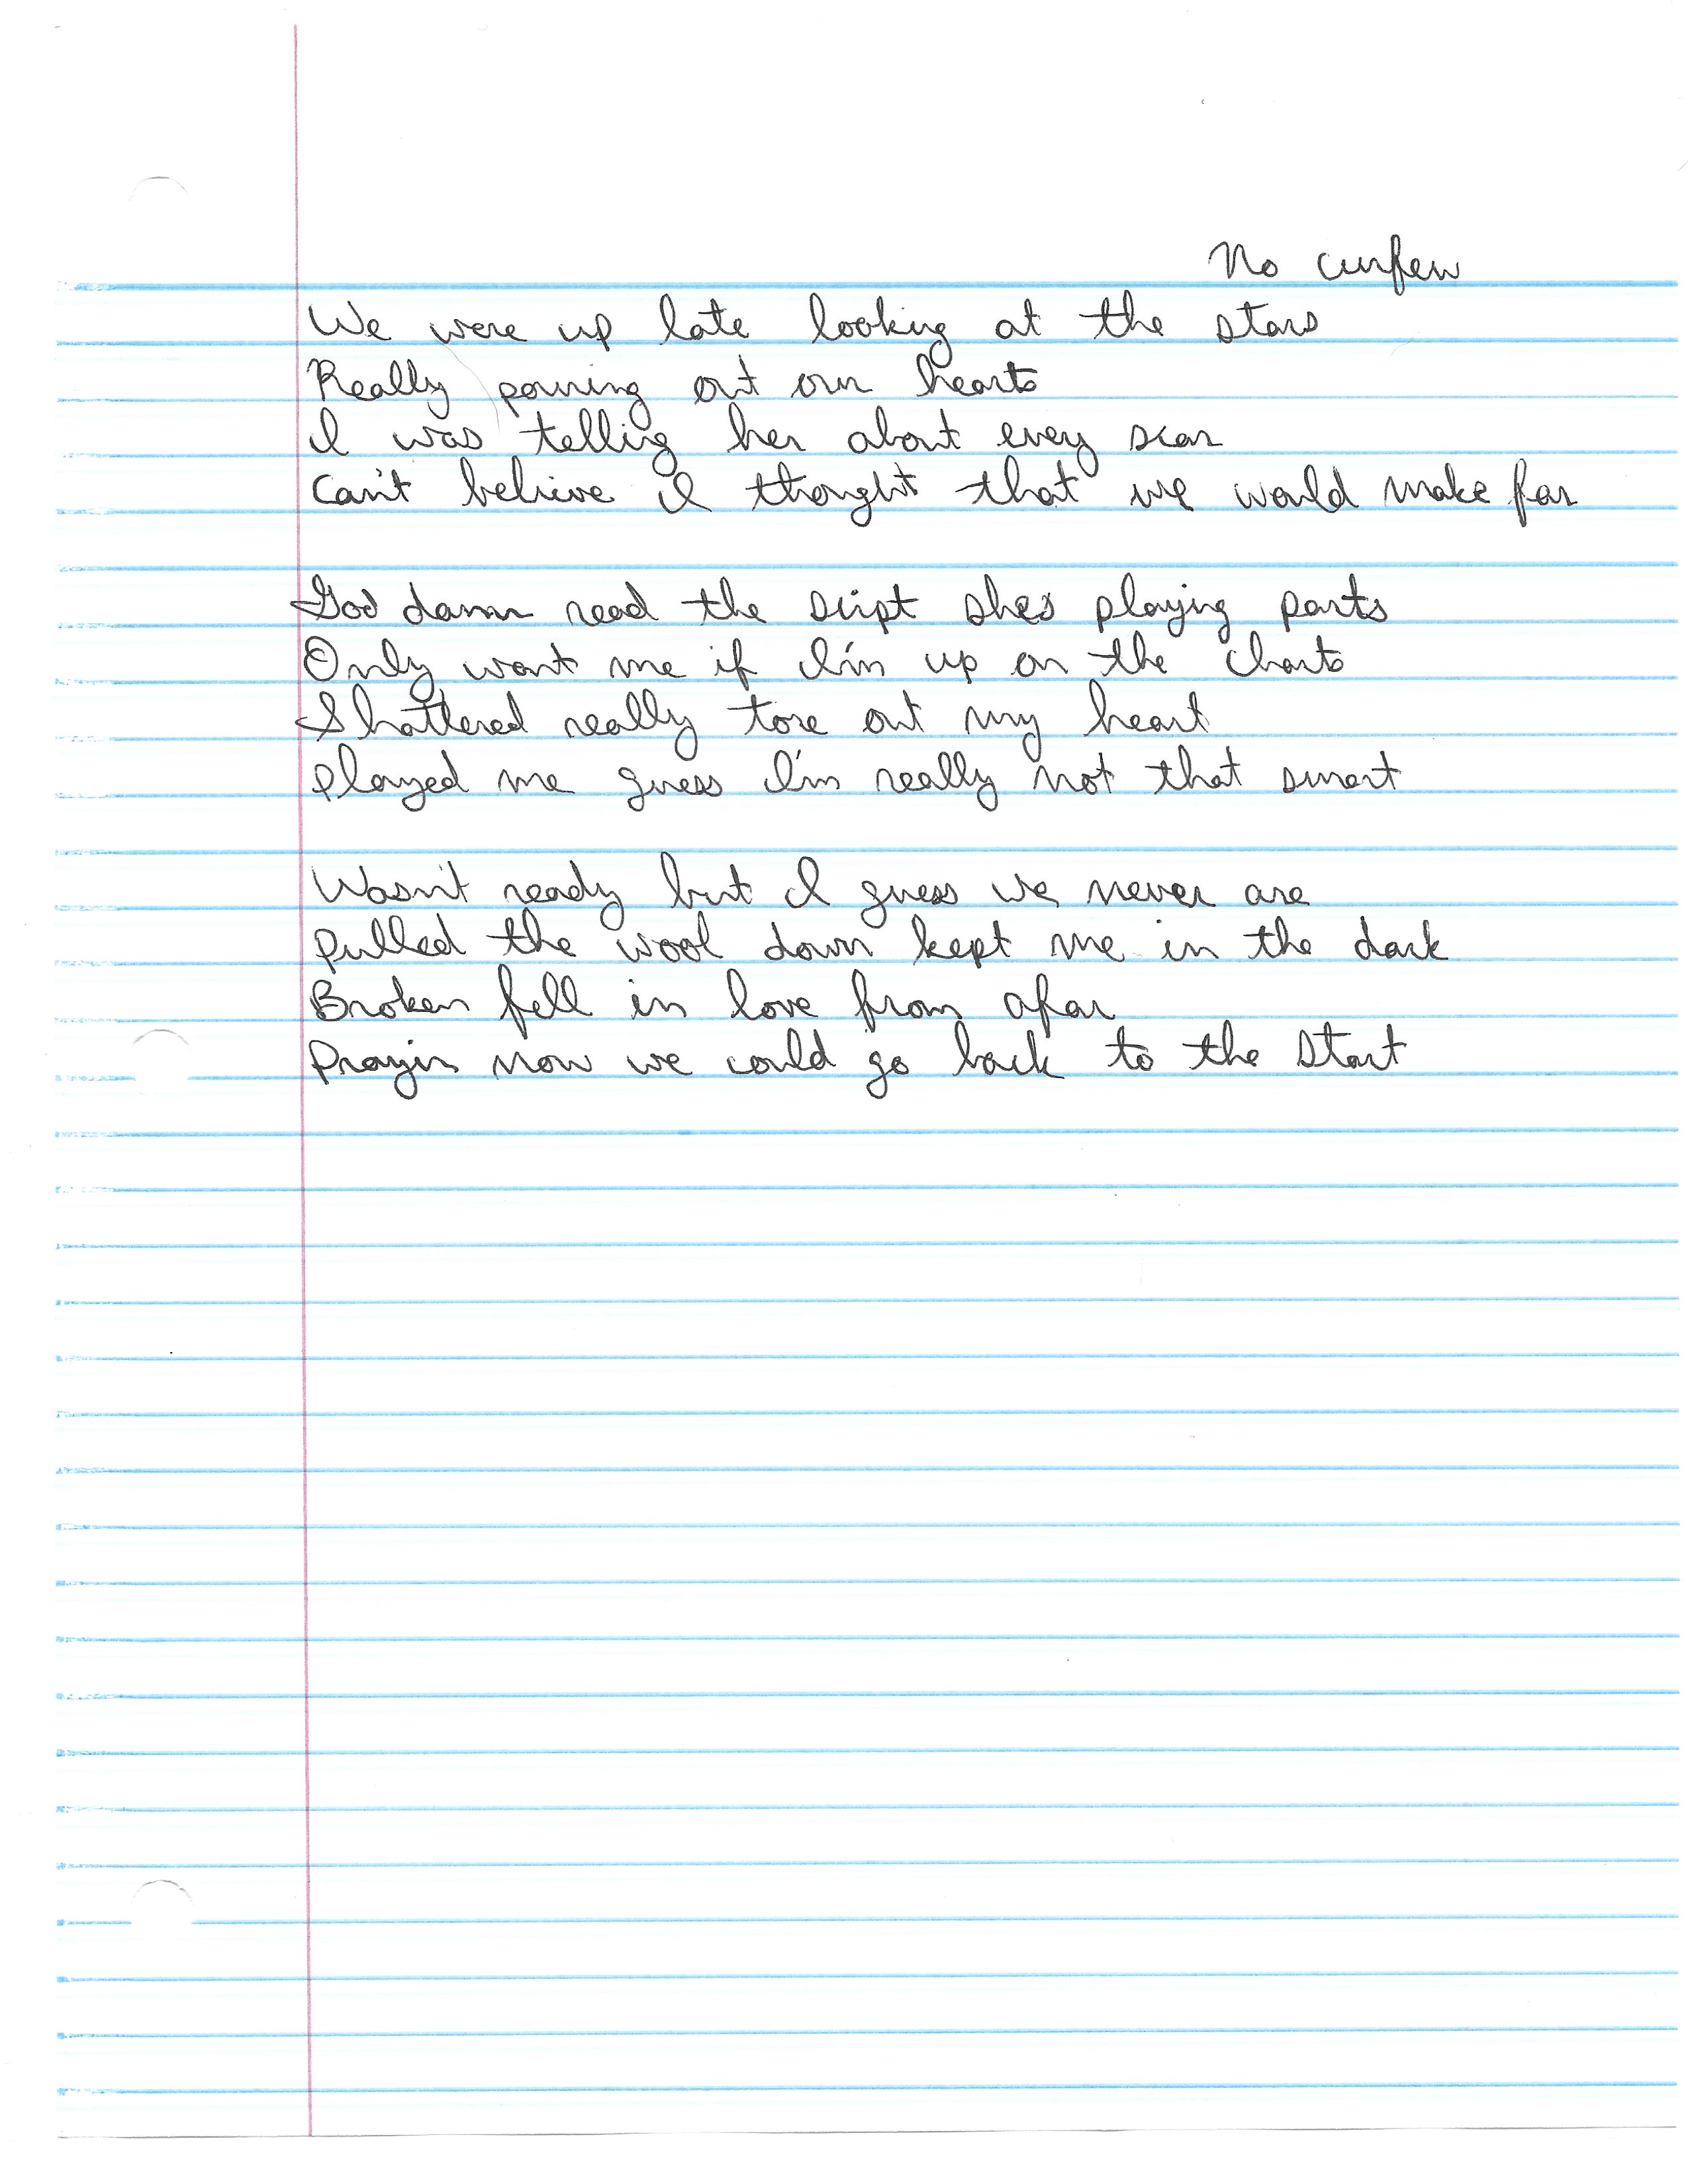 No curfew
We were up late looking at the stars
Really pouring out our hearts
I was telling her about every scar
Can't believe I thought that we would make far

God damn read the script she's playing parts
Only want me if I'm up on the charts
Shattered really tore out my heart
played me guess I'm really not that smart

Wasn't ready but I guess we never are
pulled the wool down kept me in the dark
Broken fell in love from afar
prayin now we could go back to the start